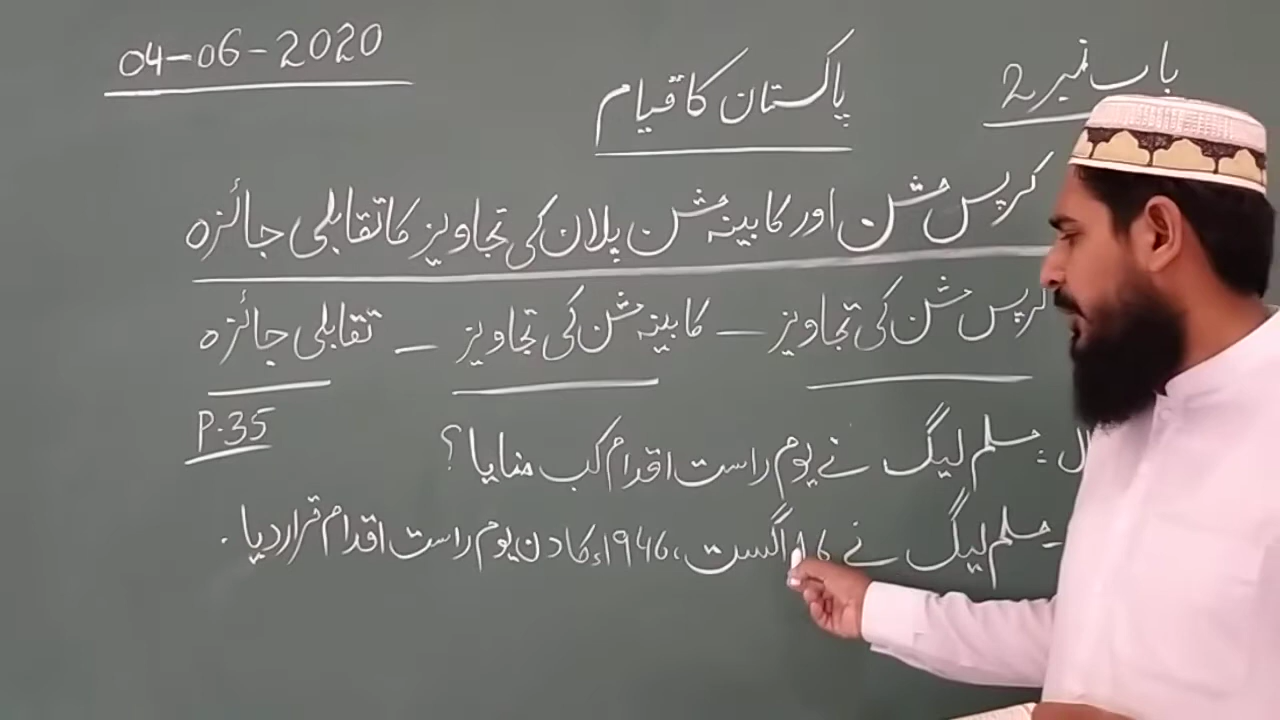 باب نمبر 2
پاکستان کا قیام
04-06-2020
کرپس مشن اور کابینہ مشن پلان کی تجاویز کا تقابلی جائزہ
کرپس مشن کی تجاویز – کابینہ مشن کی تجاویز – تقابلی جائزہ
P.35
مسلم لیگ نے یوم راست اقدام کب منایا؟
مسلم لیگ نے 16 اگست، 1946ء کا دن یوم راست اقدام قرار دیا.